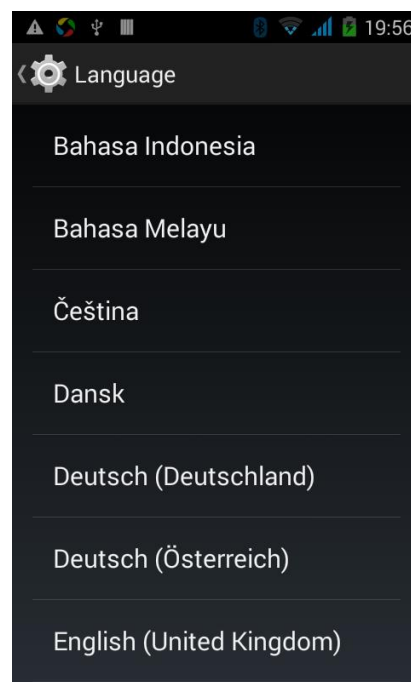 19:56
Language
Bahasa Indonesia
Bahasa Melayu
Čeština
Dansk
Deutsch (Deutschland)
Deutsch (Österreich)
English (United Kingdom)